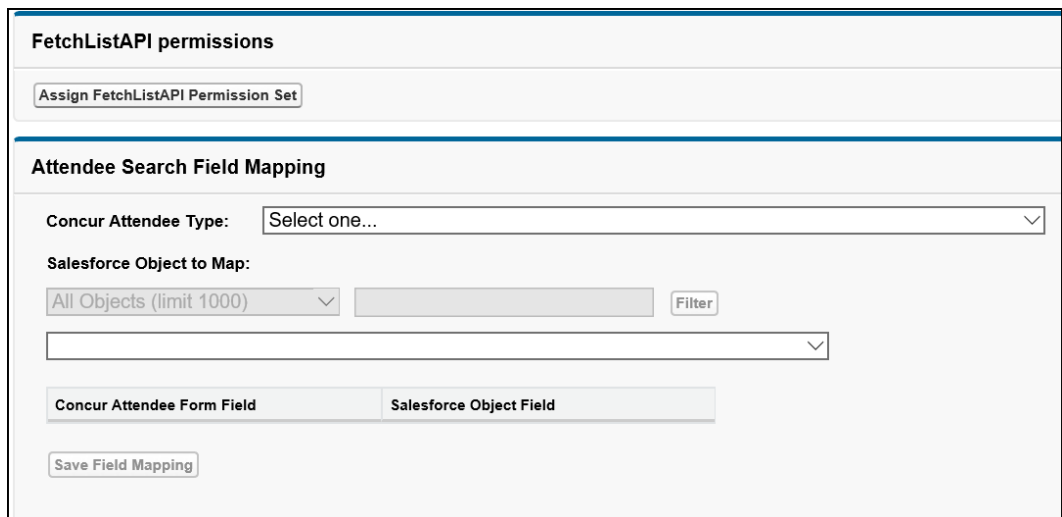 FetchListAPI permissions
Assign FetchListAPI Permission Set
Attendee Search Field Mapping
Concur Attendee Type: Select one...
Salesforce Object to Map:
All Objects (limit 1000) Filter
Concur Attendee Form Field Salesforce Object Field
Save Field Mapping